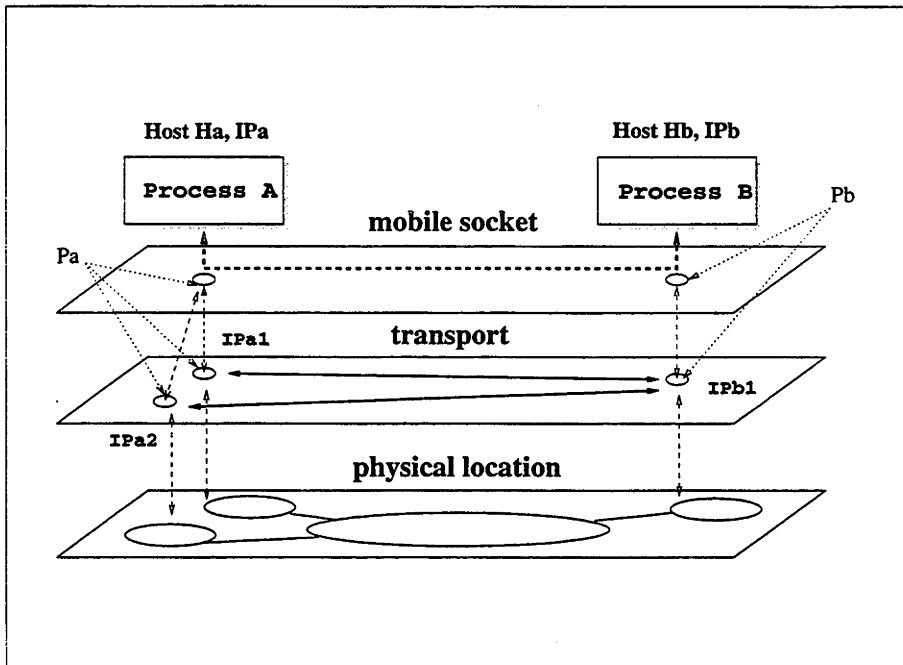 Host Ha, IPa
Host Hb, IPb
Process A
Process B
Pb
mobile socket
Pa
IPa1
transport
IPb1
IPa2
physical location